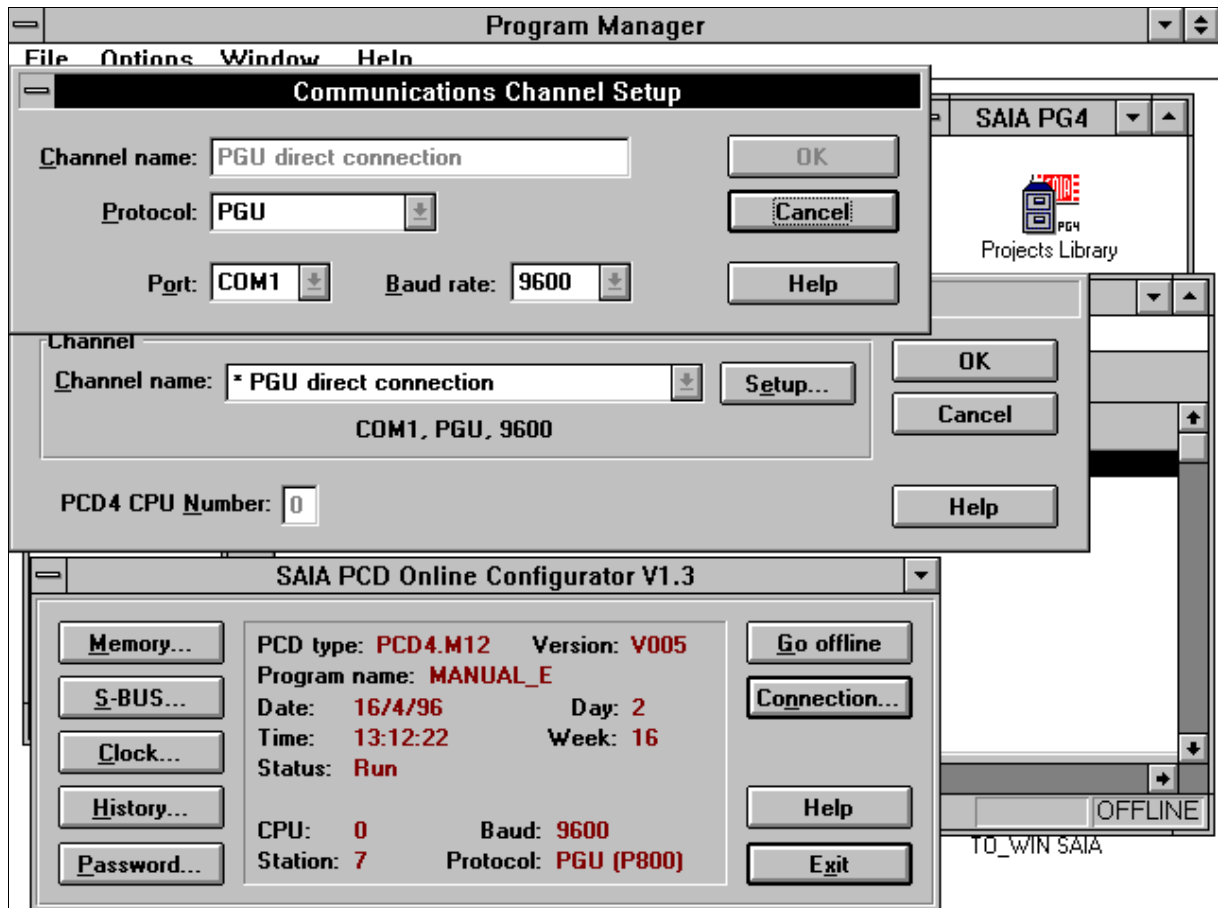 Program Manager
File Options Window Help
Communications Channel Setup
Channel name: PGU direct connection
OK
Protocol: PGU
Cancel
Port: COM1 Baud rate: 9600
Help
SAIA PG4
SAIA
PG4
Projects Library
Channel
Channel name: * PGU direct connection
Setup...
COM1, PGU, 9600
OK
Cancel
PCD4 CPU Number: 0
Help
SAIA PCD Online Configurator V1.3
Memory...
S-BUS...
Clock...
History...
Password...
PCD type: PCD4.M12 Version: V005
Program name: MANUAL_E
Date: 16/4/96 Day: 2
Time: 13:12:22 Week: 16
Status: Run
CPU: 0 Baud: 9600
Station: 7 Protocol: PGU (P800)
Go offline
Connection...
Help
Exit
OFFLINE
TO_WIN SAIA